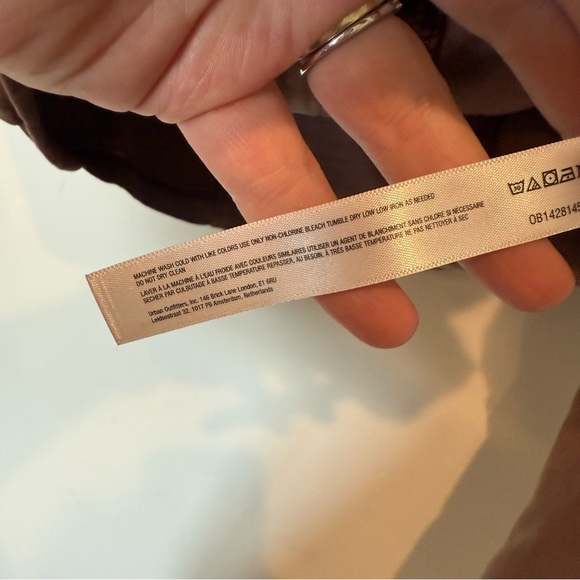 MACHINE WASH COLD WITH LIKE COLORS USE ONLY NON-CHLORINE BLEACH TUMBLE DRY LOW LOW IRON AS NEEDED
DO NOT DRY CLEAN
LAVER À LA MACHINE À L'EAU FROIDE AVEC COULEURS SIMILAIRES UTILISER UN AGENT DE BLANCHIMENT SANS CHLORE SI NÉCESSAIRE
SÉCHER PAR CULBUTAGE À BASSE TEMPÉRATURE REPASSER, AU BESOIN, À TRÈS BASSE TEMPÉRATURE NE PAS NETTOYER À SEC
Urban Outfitters, Inc. 146 Brick Lane London, E1 6RU
Leidsestraat 32, 1017 PB Amsterdam, Netherlands
OB1428145